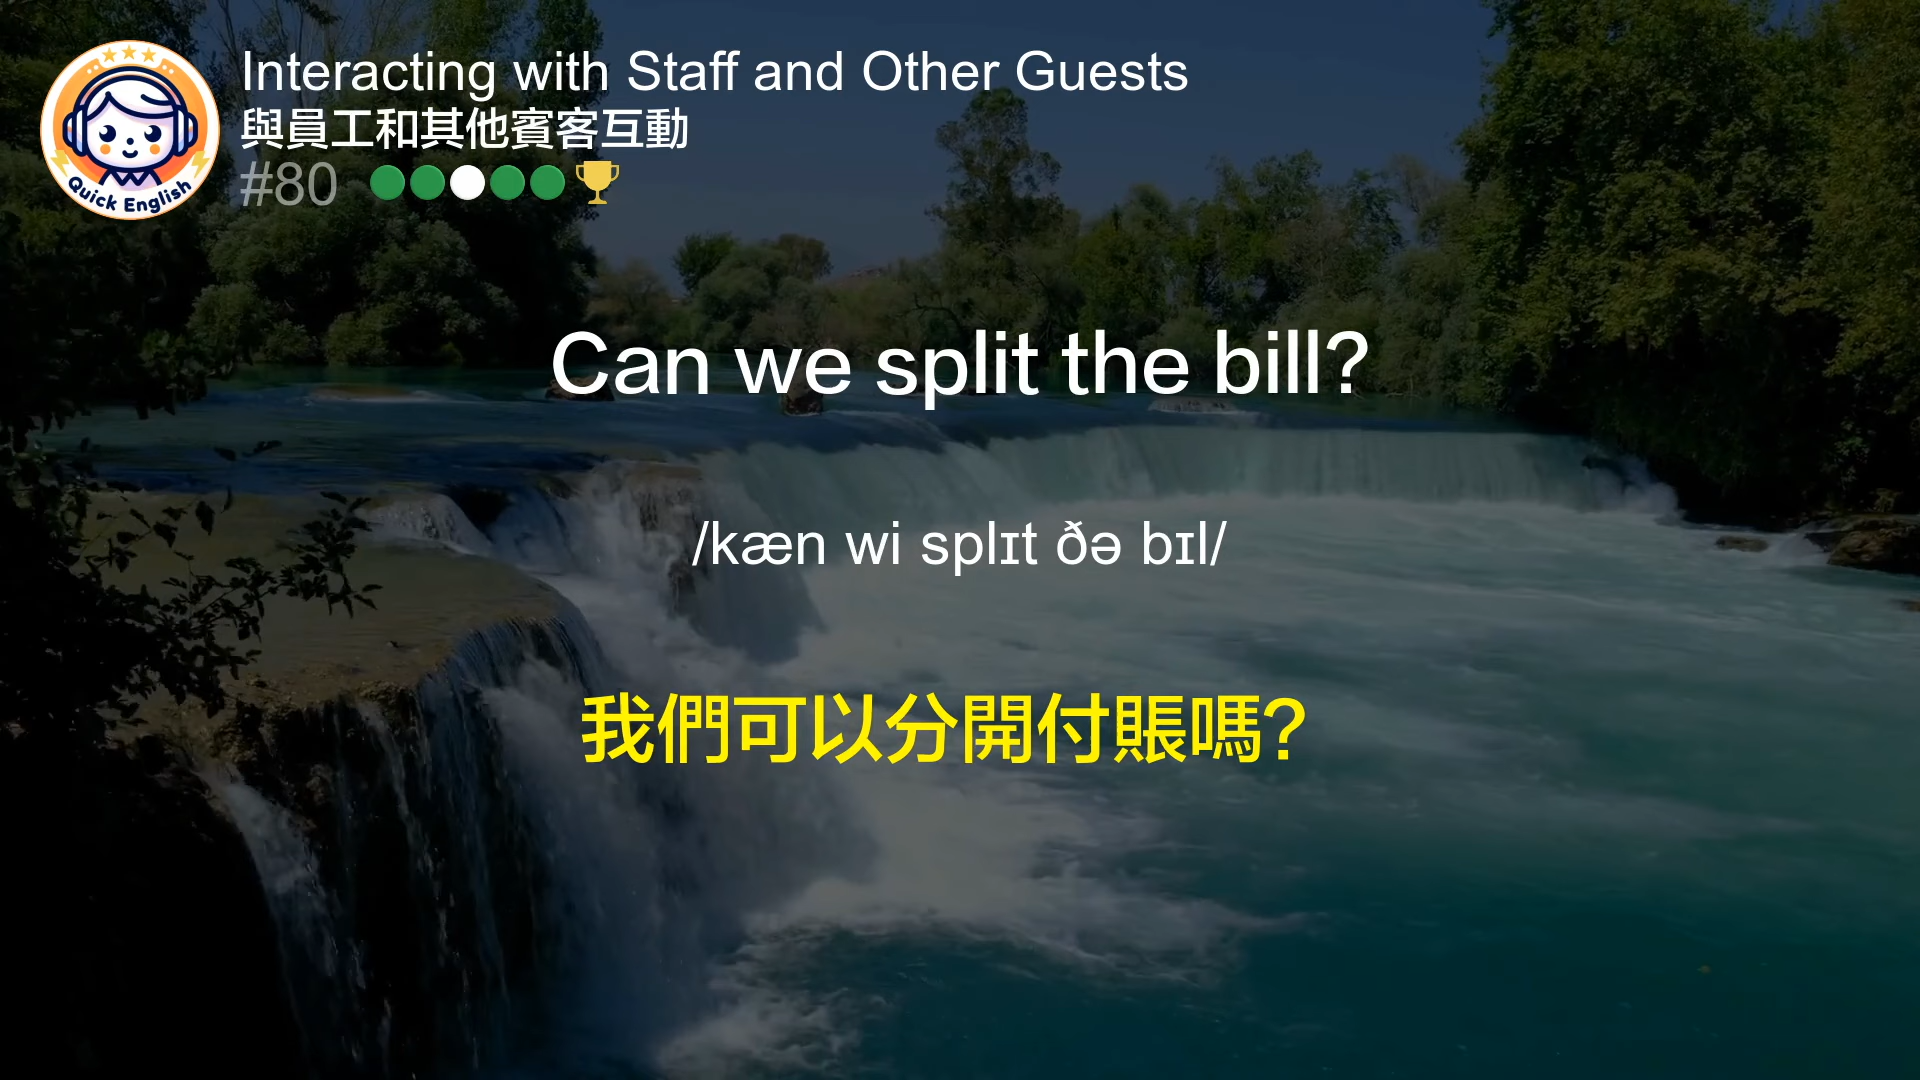 Interacting with Staff and Other Guests
與員工和其他賓客互動
#80
Quick English
Can we split the bill?
/kæn wi splɪt ðə bɪl/
我們可以分開付賬嗎?